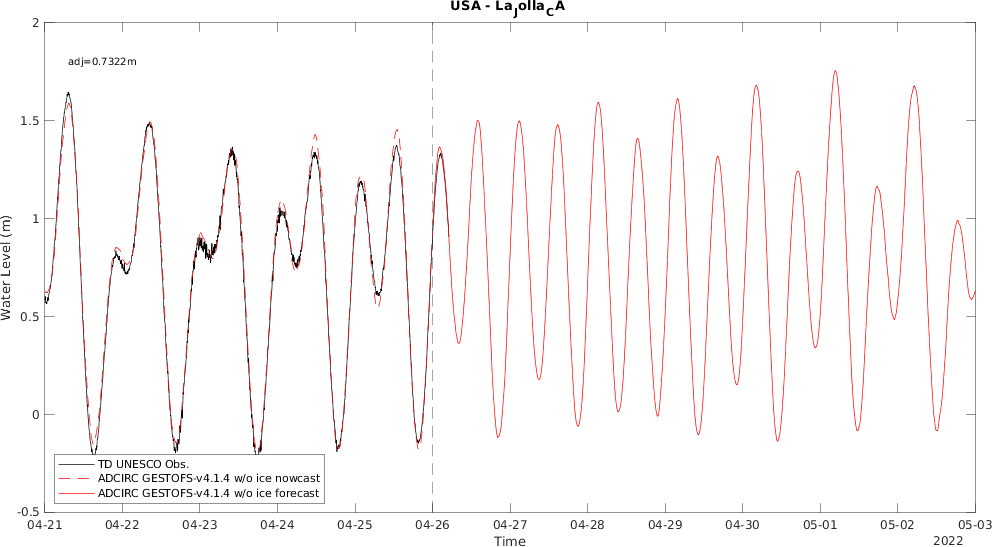 USA - LaJollaCA
adj=0.7322m
2
1.5
1
0.5
0
-0.5
Water Level (m)
TD UNESCO Obs.
ADCIRC GESTOFS-v4.1.4 w/o ice nowcast
ADCIRC GESTOFS-v4.1.4 w/o ice forecast
04-21 04-22 04-23 04-24 04-25 04-26 04-27 04-28 04-29 04-30 05-01 05-02 05-03
Time
2022